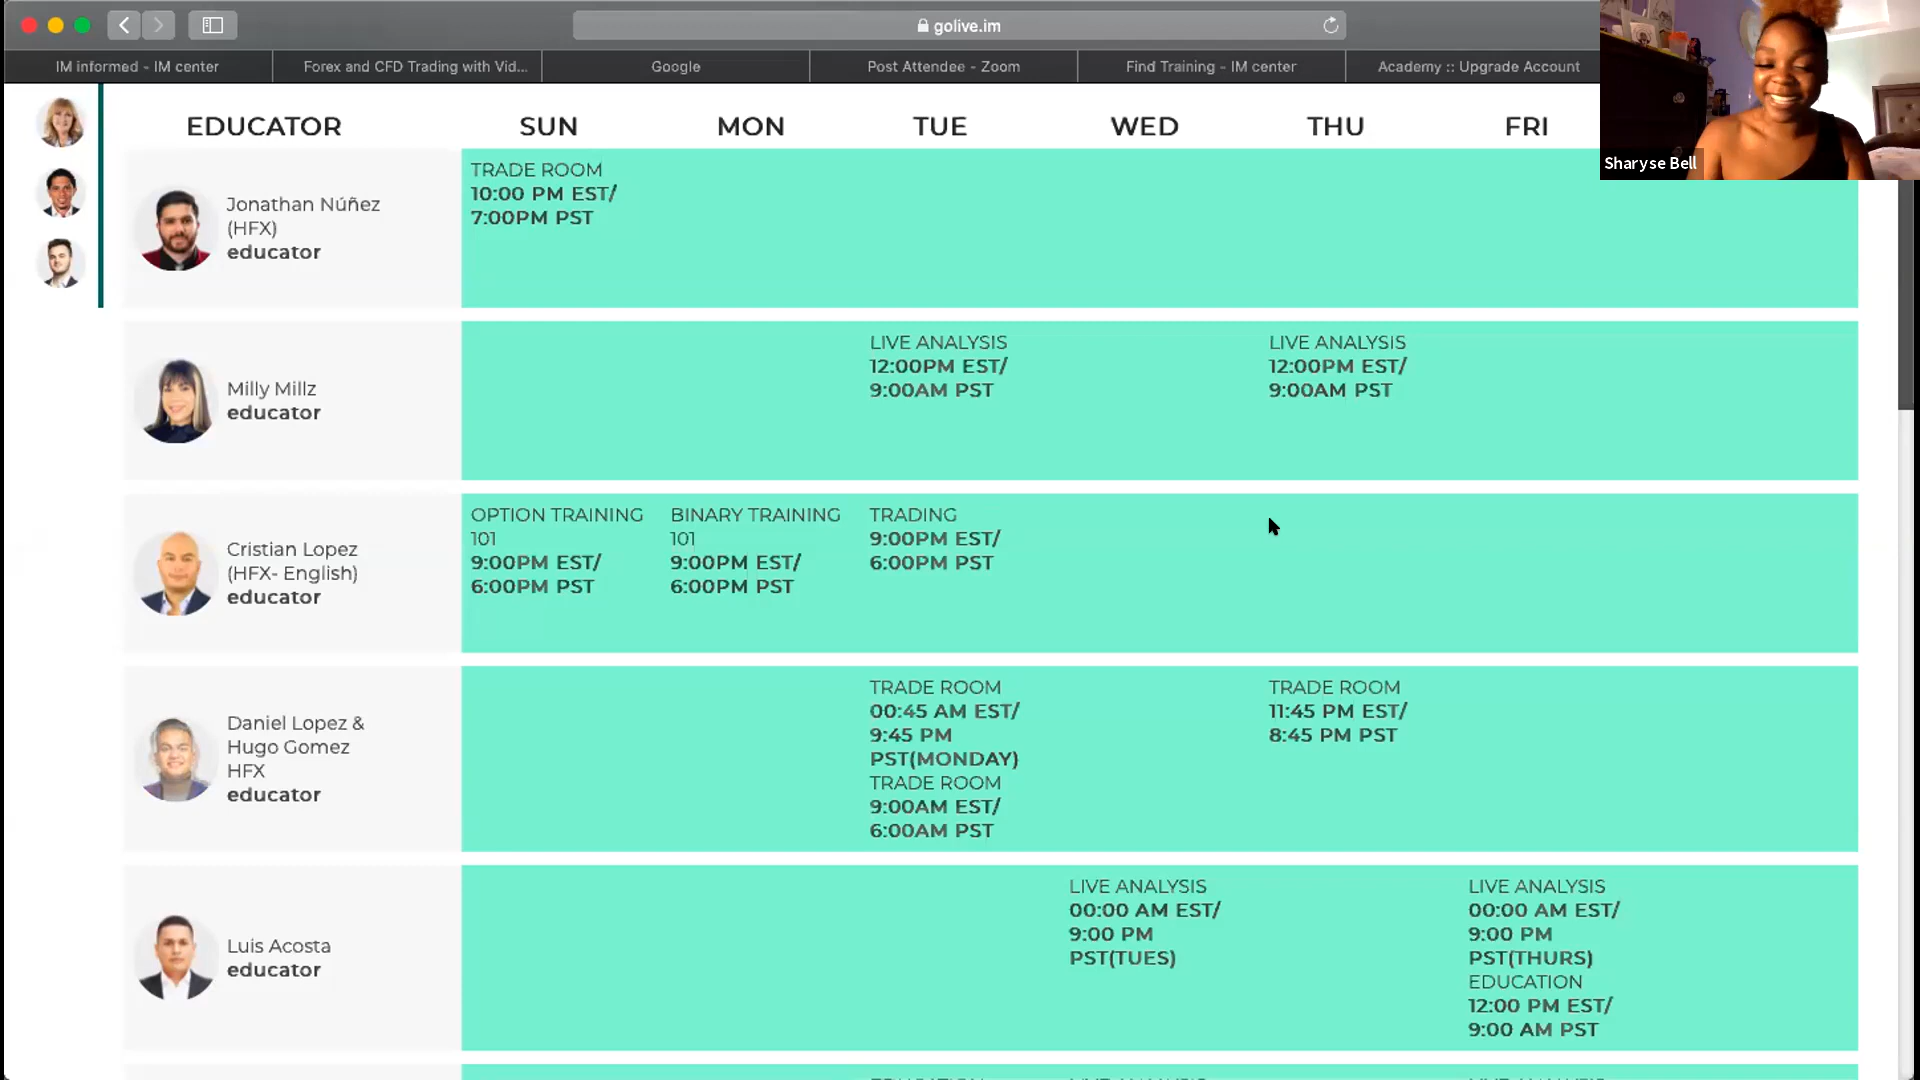 golive.im
IM informed - IM center
Forex and CFD Trading with Vid...
Google
Post Attendee - Zoom
Find Training - IM center
Academy :: Upgrade Account
Sharyse Bell
EDUCATOR
SUN
MON
TUE
WED
THU
FRI
Jonathan Núñez
(HFX)
educator
TRADE ROOM
10:00 PM EST/
7:00PM PST
Milly Millz
educator
LIVE ANALYSIS
12:00PM EST/
9:00AM PST
LIVE ANALYSIS
12:00PM EST/
9:00AM PST
Cristian Lopez
(HFX- English)
educator
OPTION TRAINING
101
9:00PM EST/
6:00PM PST
BINARY TRAINING
101
9:00PM EST/
6:00PM PST
TRADING
9:00PM EST/
6:00PM PST
Daniel Lopez &
Hugo Gomez
HFX
educator
TRADE ROOM
00:45 AM EST/
9:45 PM
PST(MONDAY)
TRADE ROOM
9:00AM EST/
6:00AM PST
TRADE ROOM
11:45 PM EST/
8:45 PM PST
Luis Acosta
educator
LIVE ANALYSIS
00:00 AM EST/
9:00 PM
PST(TUES)
LIVE ANALYSIS
00:00 AM EST/
9:00 PM
PST(THURS)
EDUCATION
12:00 PM EST/
9:00 AM PST